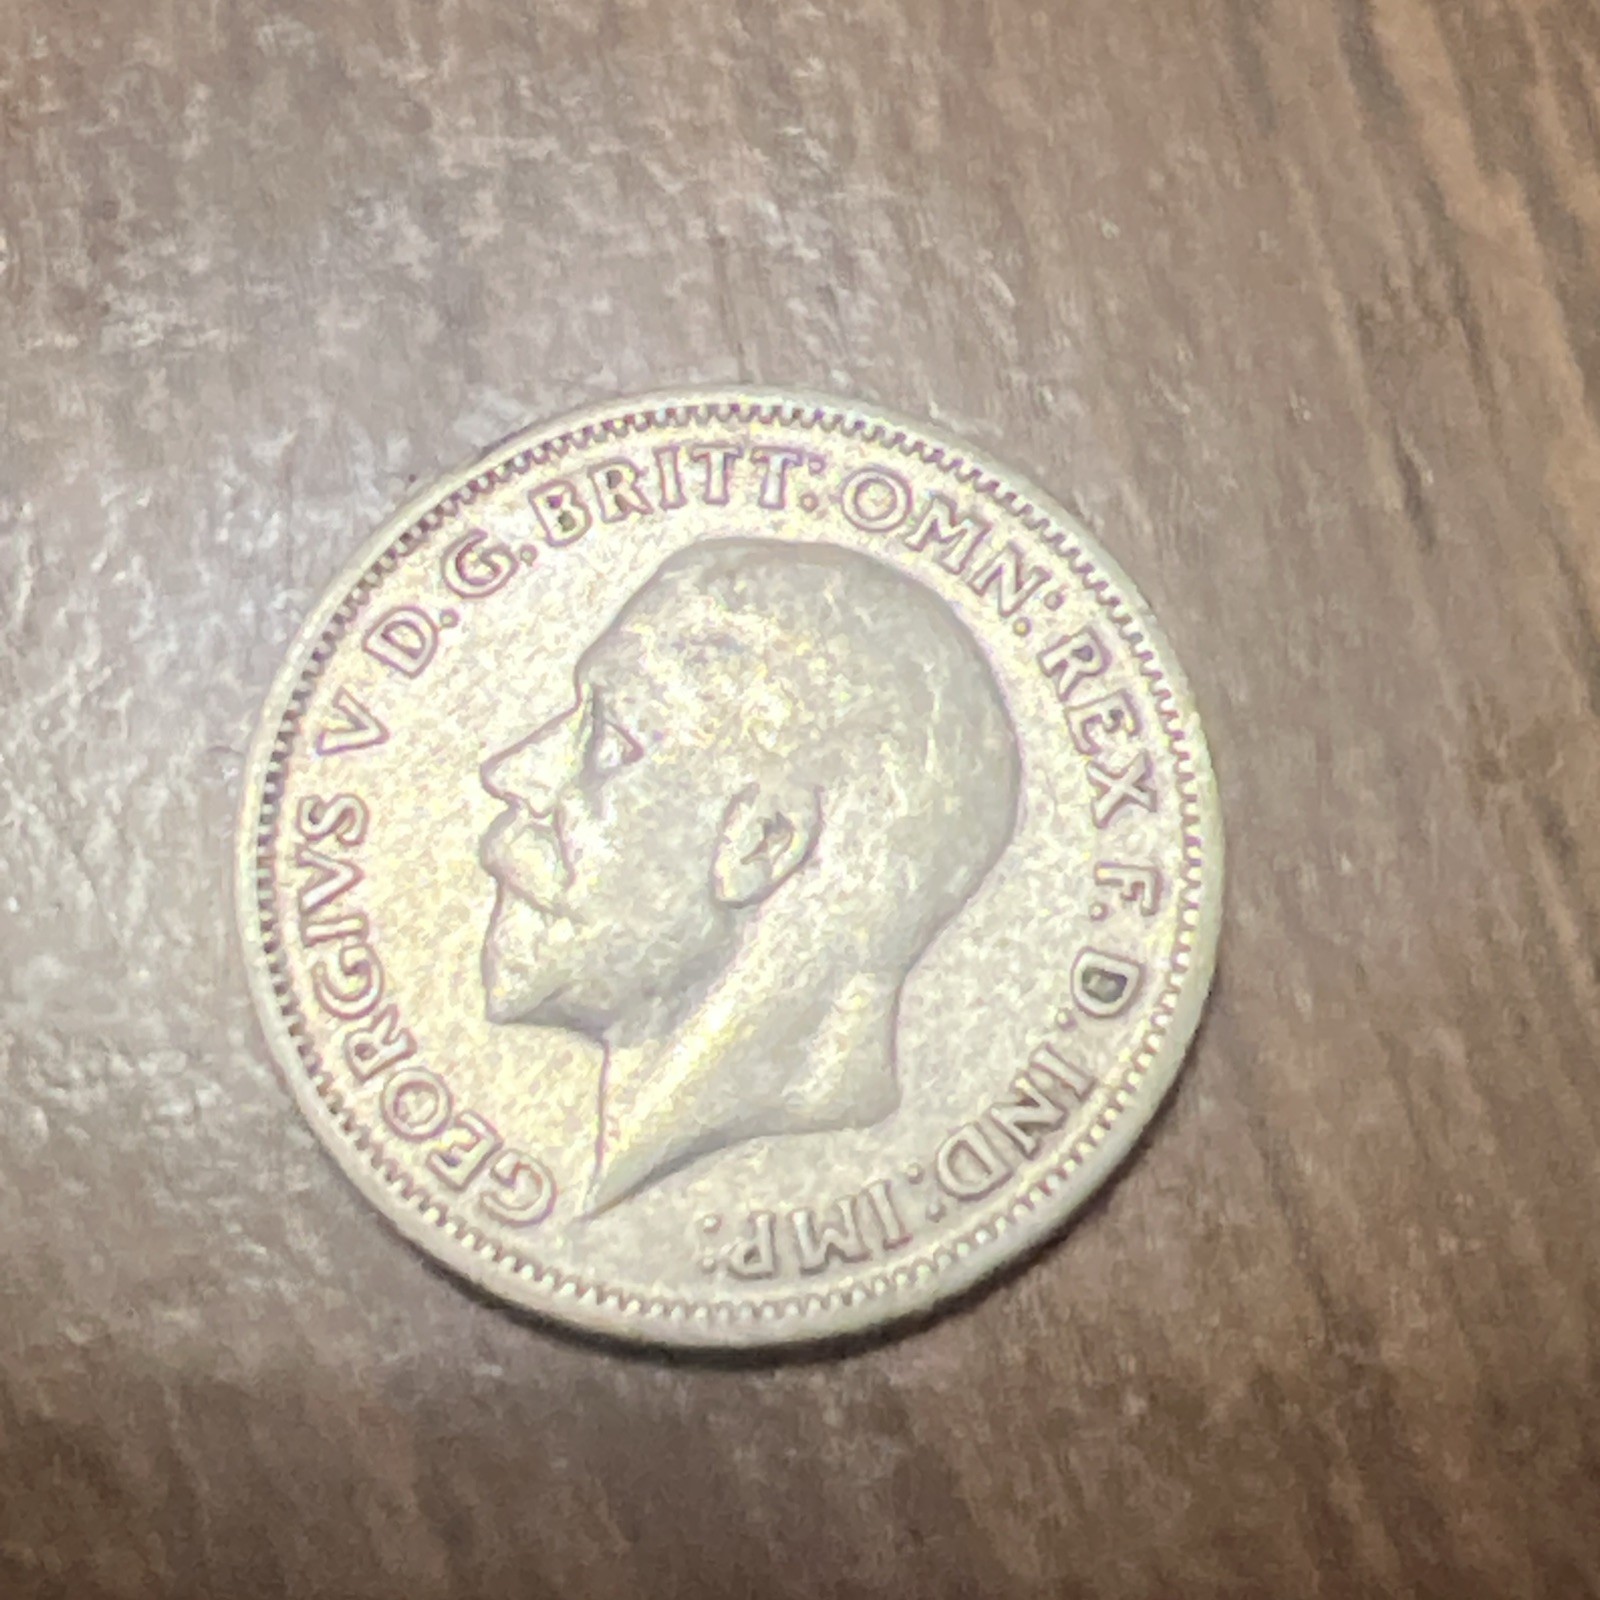 GEORGIVS V D.G.BRITT:OMN:REX F.D.IND:IMP: